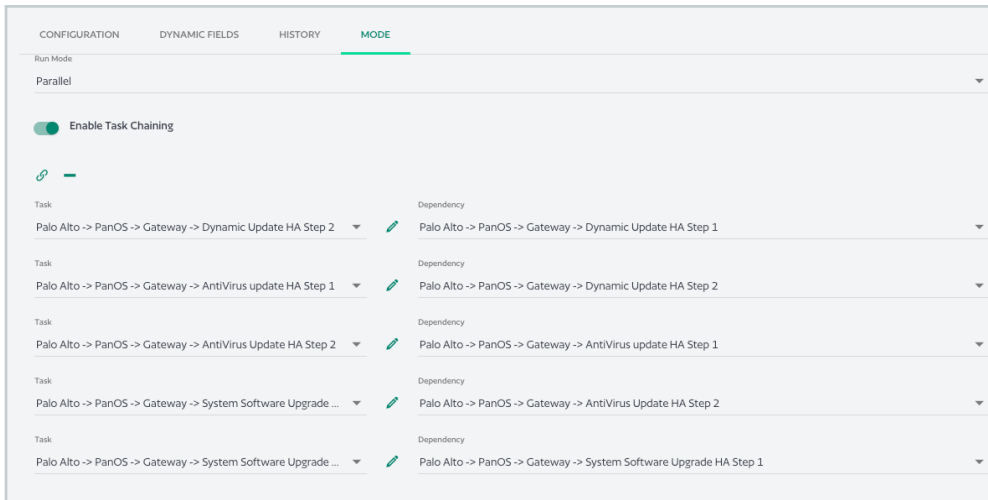 CONFIGURATION DYNAMIC FIELDS HISTORY MODE
Run Mode
Parallel
Enable Task Chaining
Task Dependency
Palo Alto -> PanOS -> Gateway -> Dynamic Update HA Step 2 Palo Alto -> PanOS -> Gateway -> Dynamic Update HA Step 1
Task Dependency
Palo Alto -> PanOS -> Gateway -> AntiVirus update HA Step 1 Palo Alto -> PanOS -> Gateway -> Dynamic Update HA Step 2
Task Dependency
Palo Alto -> PanOS -> Gateway -> AntiVirus Update HA Step 2 Palo Alto -> PanOS -> Gateway -> AntiVirus update HA Step 1
Task Dependency
Palo Alto -> PanOS -> Gateway -> System Software Upgrade ... Palo Alto -> PanOS -> Gateway -> AntiVirus Update HA Step 2
Task Dependency
Palo Alto -> PanOS -> Gateway -> System Software Upgrade ... Palo Alto -> PanOS -> Gateway -> System Software Upgrade HA Step 1